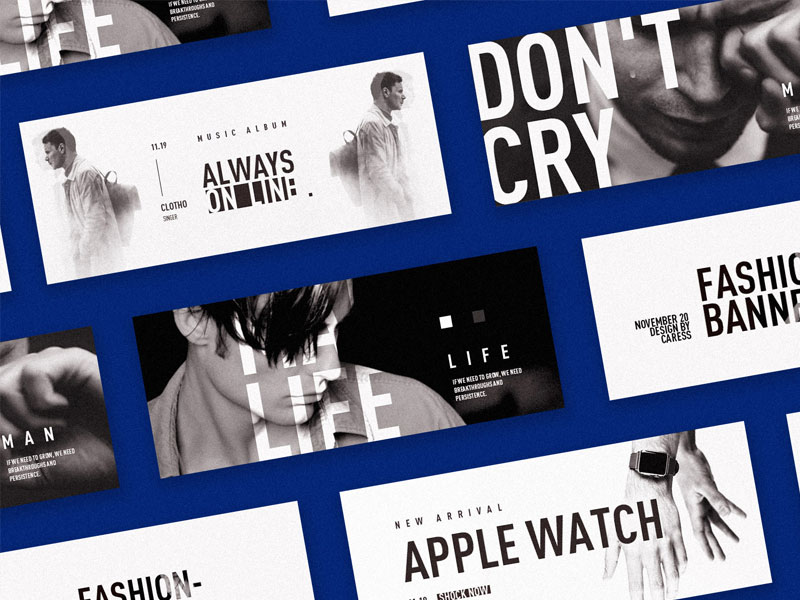 LIFE
IF WE NEED TO GROW, WE NEED
BREAKTHROUGHS AND
PERSISTENCE.
11.19
CLOTHO
SINGER
MUSIC ALBUM
ALWAYS
ON LINE.
DON'T
CRY
M
LIFE
LIFE
IF WE NEED TO GROW, WE NEED
BREAKTHROUGHS AND
PERSISTENCE.
NOVEMBER 20
DESIGN BY
CARESS
FASHIO
BANNE
MAN
IF WE NEED TO GROW, WE NEED
BREAKTHROUGHS AND
PERSISTENCE.
NEW ARRIVAL
APPLE WATCH
SHOCK NOW
FASHION-